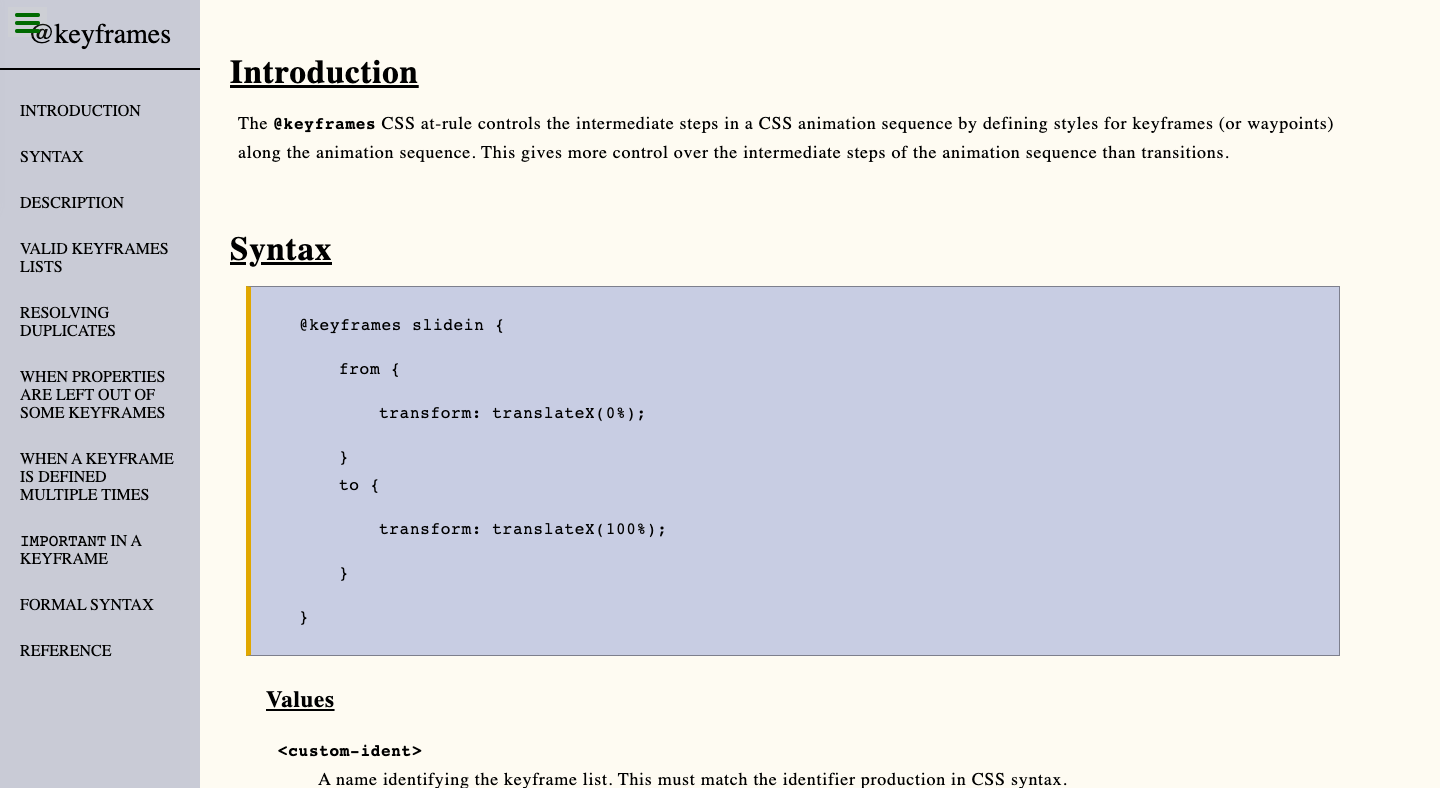 @keyframes
INTRODUCTION
SYNTAX
DESCRIPTION
VALID KEYFRAMES
LISTS
RESOLVING
DUPLICATES
WHEN PROPERTIES
ARE LEFT OUT OF
SOME KEYFRAMES
WHEN A KEYFRAME
IS DEFINED
MULTIPLE TIMES
IMPORTANT IN A
KEYFRAME
FORMAL SYNTAX
REFERENCE
Introduction
The @keyframes CSS at-rule controls the intermediate steps in a CSS animation sequence by defining styles for keyframes (or waypoints)
along the animation sequence. This gives more control over the intermediate steps of the animation sequence than transitions.
Syntax
@keyframes slidein {
from {
transform: translateX(0%);
}
to {
transform: translateX(100%);
}
}
Values
<custom-ident>
A name identifying the keyframe list. This must match the identifier production in CSS syntax.